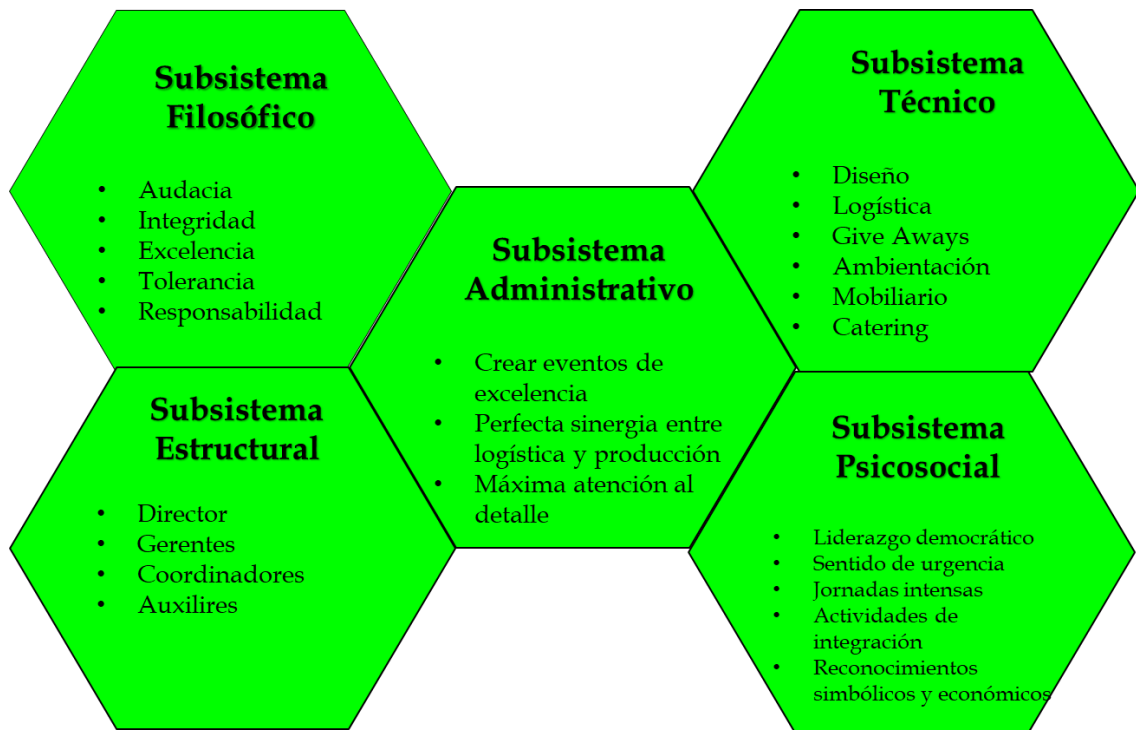 Subsistema
Filosófico
• Audacia
• Integridad
• Excelencia
• Tolerancia
• Responsabilidad
Subsistema
Técnico
• Diseño
• Logística
• Give Aways
• Ambientación
• Mobiliario
• Catering
Subsistema
Administrativo
• Crear eventos de
excelencia
• Perfecta sinergia entre
logística y producción
• Máxima atención al
detalle
Subsistema
Estructural
• Director
• Gerentes
• Coordinadores
• Auxilires
Subsistema
Psicosocial
• Liderazgo democrático
• Sentido de urgencia
• Jornadas intensas
• Actividades de
integración
• Reconocimientos
simbólicos y económicos